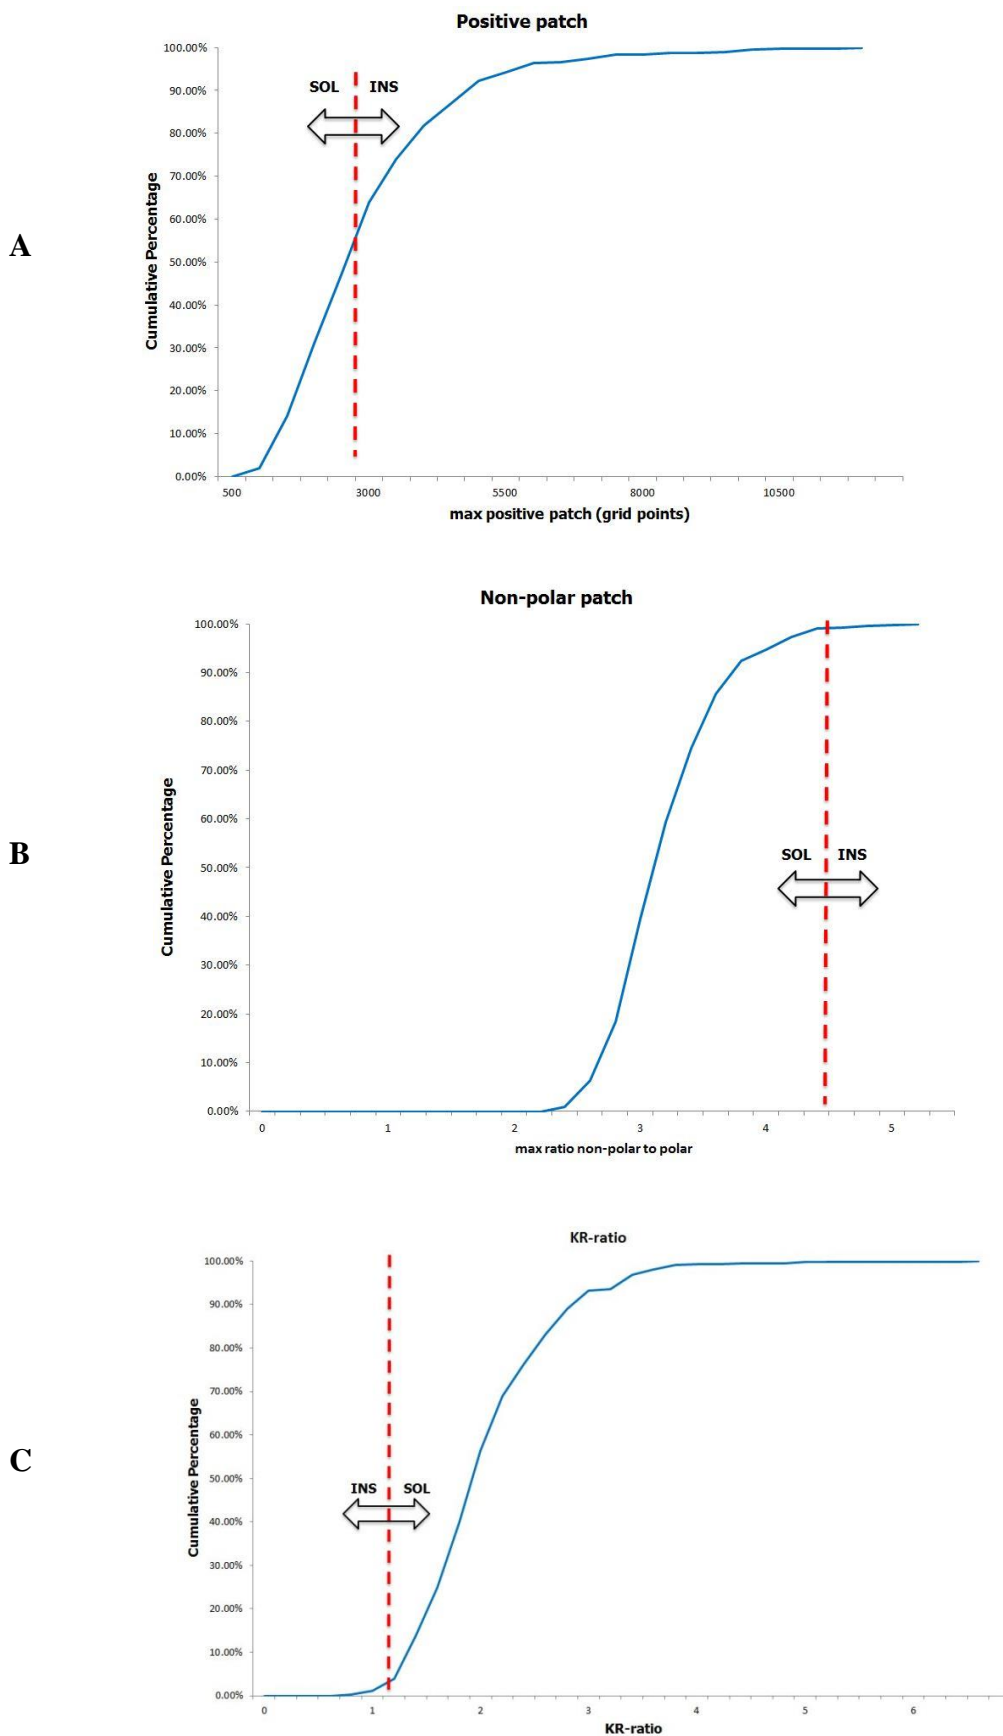 Positive patch
100.00%
90.00%
80.00%
70.00%
60.00%
50.00%
40.00%
30.00%
20.00%
10.00%
0.00%
SOL INS
A
Cumulative Percentage
500 3000 5500 8000 10500
max positive patch (grid points)
Non-polar patch
100.00%
90.00%
80.00%
70.00%
60.00%
50.00%
40.00%
30.00%
20.00%
10.00%
0.00%
SOL INS
B
Cumulative Percentage
0 1 2 3 4 5
max ratio non-polar to polar
KR-ratio
100.00%
90.00%
80.00%
70.00%
60.00%
50.00%
40.00%
30.00%
20.00%
10.00%
0.00%
INS SOL
C
Cumulative Percentage
0 1 2 3 4 5 6
KR-ratio